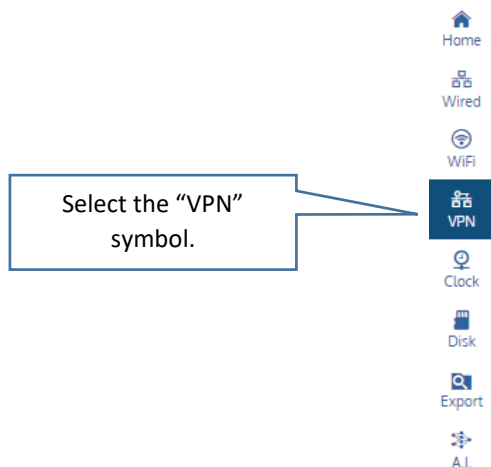 Home
Wired
WiFi
Select the “VPN”
symbol.
VPN
Clock
Disk
Export
A.I.